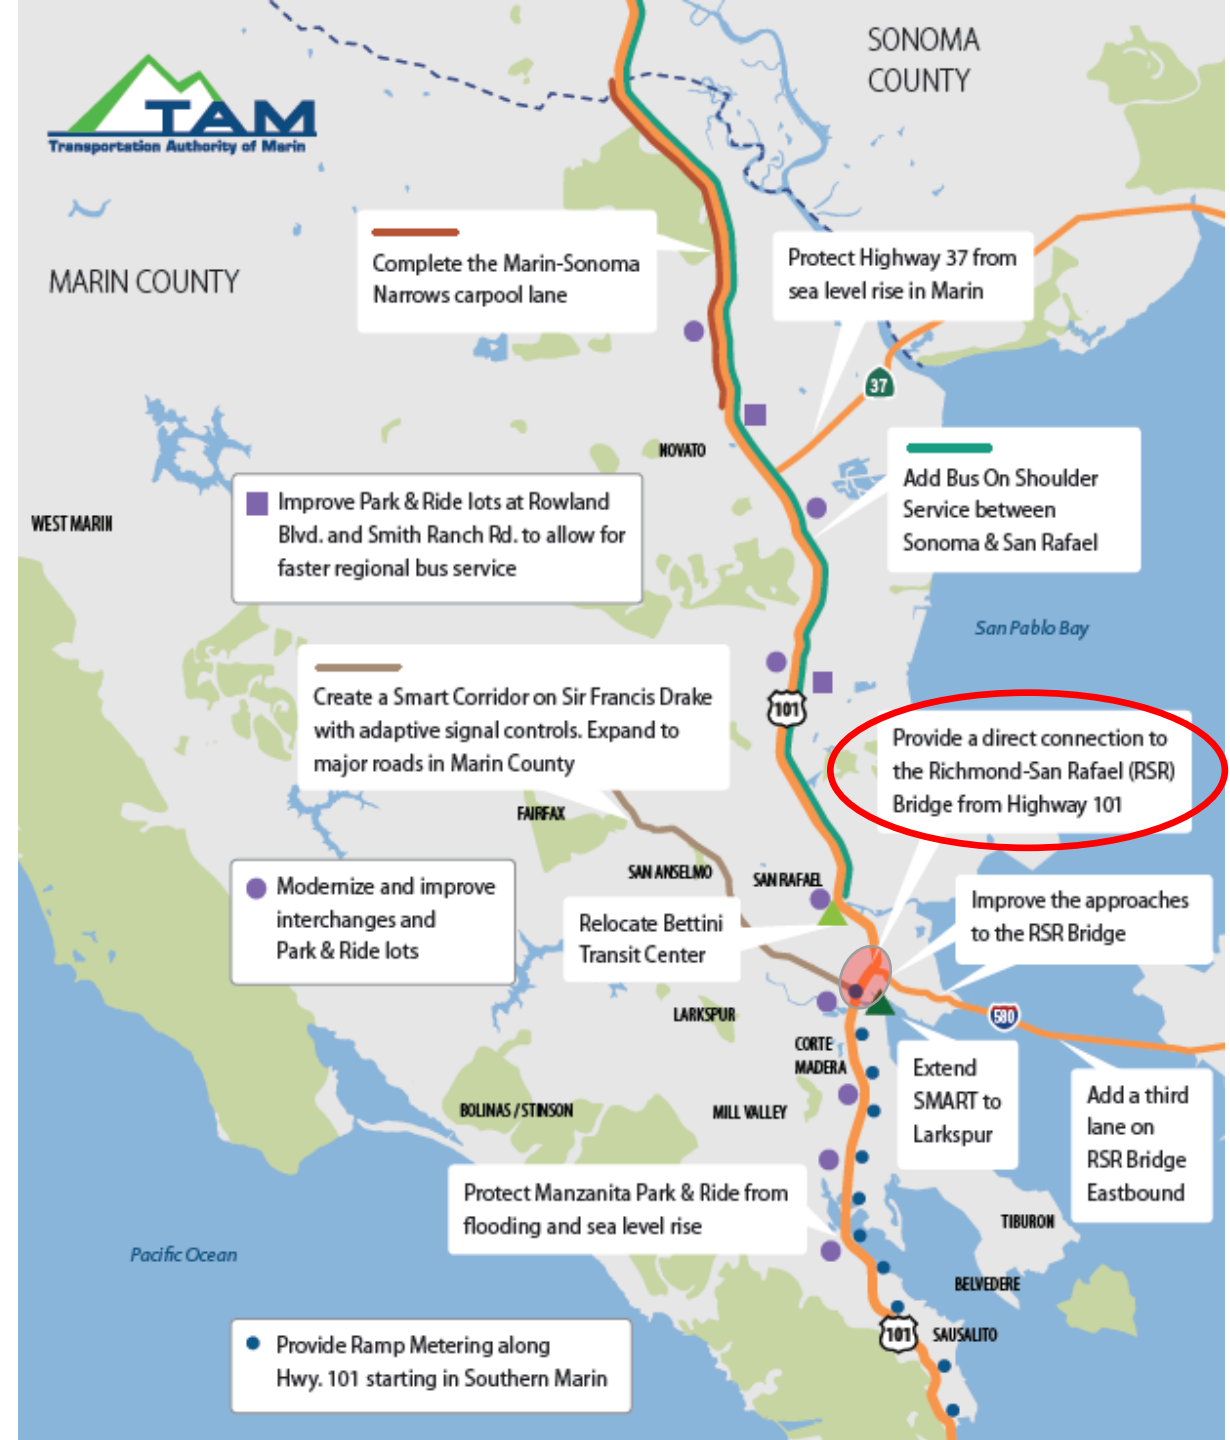 SONOMA
COUNTY
TAM
Transportation Authority of Marin
MARIN COUNTY
Complete the Marin-Sonoma
Narrows carpool lane
Protect Highway 37 from
sea level rise in Marin
37
NOVATO
Add Bus On Shoulder
Service between
Sonoma & San Rafael
Improve Park & Ride lots at Rowland
Blvd. and Smith Ranch Rd. to allow for
faster regional bus service
WEST MARIN
San Pablo Bay
Create a Smart Corridor on Sir Francis Drake
with adaptive signal controls. Expand to
major roads in Marin County
101
Provide a direct connection to
the Richmond-San Rafael (RSR)
Bridge from Highway 101
FAIRFAX
SAN ANSELMO
SAN RAFAEL
Modernize and improve
interchanges and
Park & Ride lots
Relocate Bettini
Transit Center
Improve the approaches
to the RSR Bridge
LARKSPUR
580
CORTE
MADERA
Extend
SMART to
Larkspur
Add a third
lane on
RSR Bridge
Eastbound
BOLINAS / STINSON
MILL VALLEY
Protect Manzanita Park & Ride from
flooding and sea level rise
TIBURON
Pacific Ocean
BELVEDERE
101
SAUSALITO
Provide Ramp Metering along
Hwy. 101 starting in Southern Marin